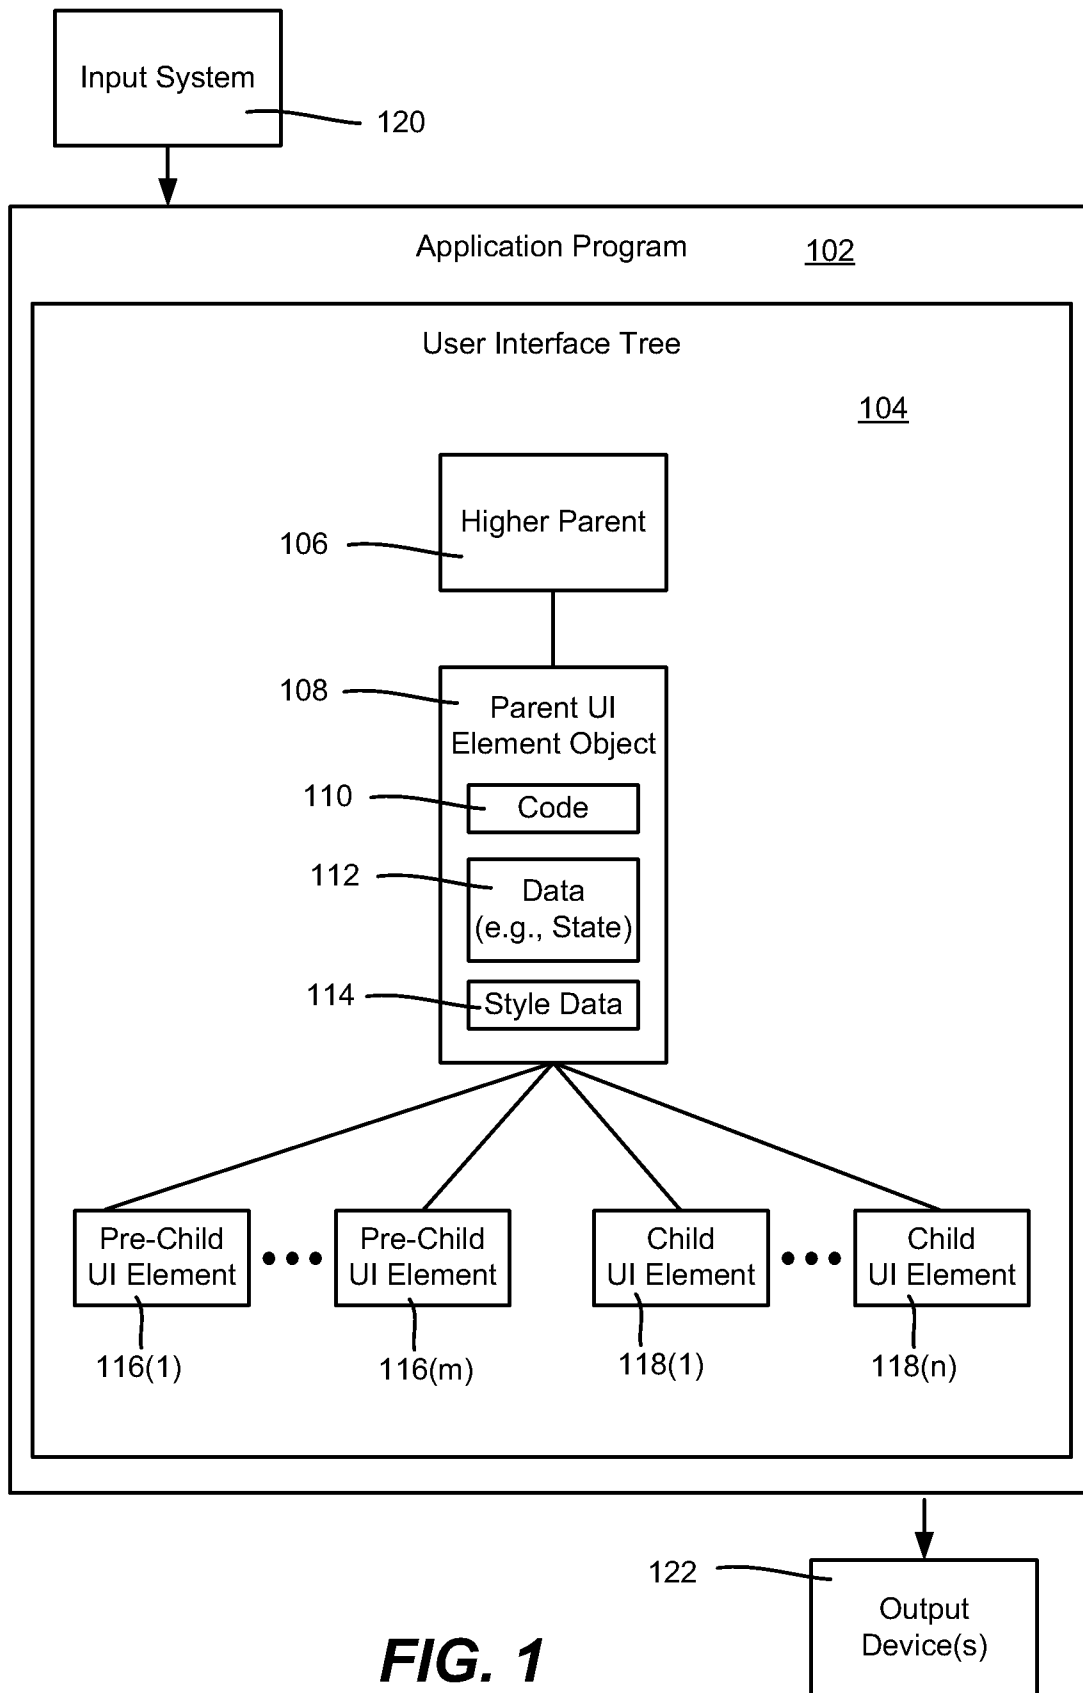 Input System
120
Application Program 102
User Interface Tree
104
Higher Parent
106
108
Parent UI
Element Object
110
Code
112
Data
(e.g., State)
114
Style Data
Pre-Child
UI Element
Pre-Child
UI Element
Child
UI Element
Child
UI Element
116(1)
116(m)
118(1)
118(n)
122
Output
Device(s)
FIG. 1